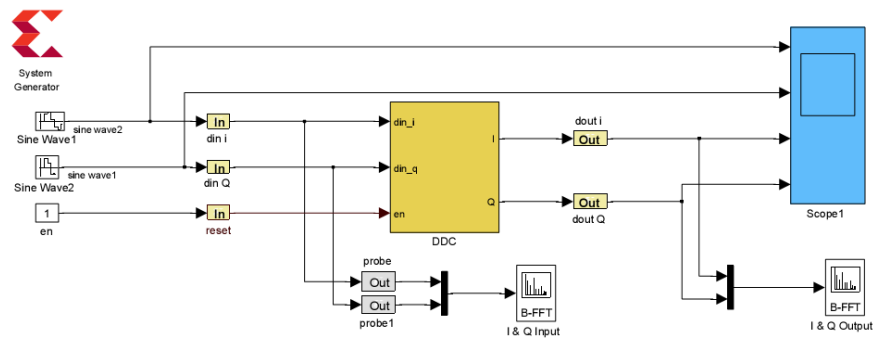 System
Generator
sine wave2
Sine Wave1
In
din i
sine wave1
Sine Wave2
In
din Q
1
en
In
reset
din_i
din_q
en
I
Q
DDC
dout i
Out
Out
dout Q
Scope1
probe
Out
Out
probe1
B-FFT
I & Q Input
B-FFT
I & Q Output